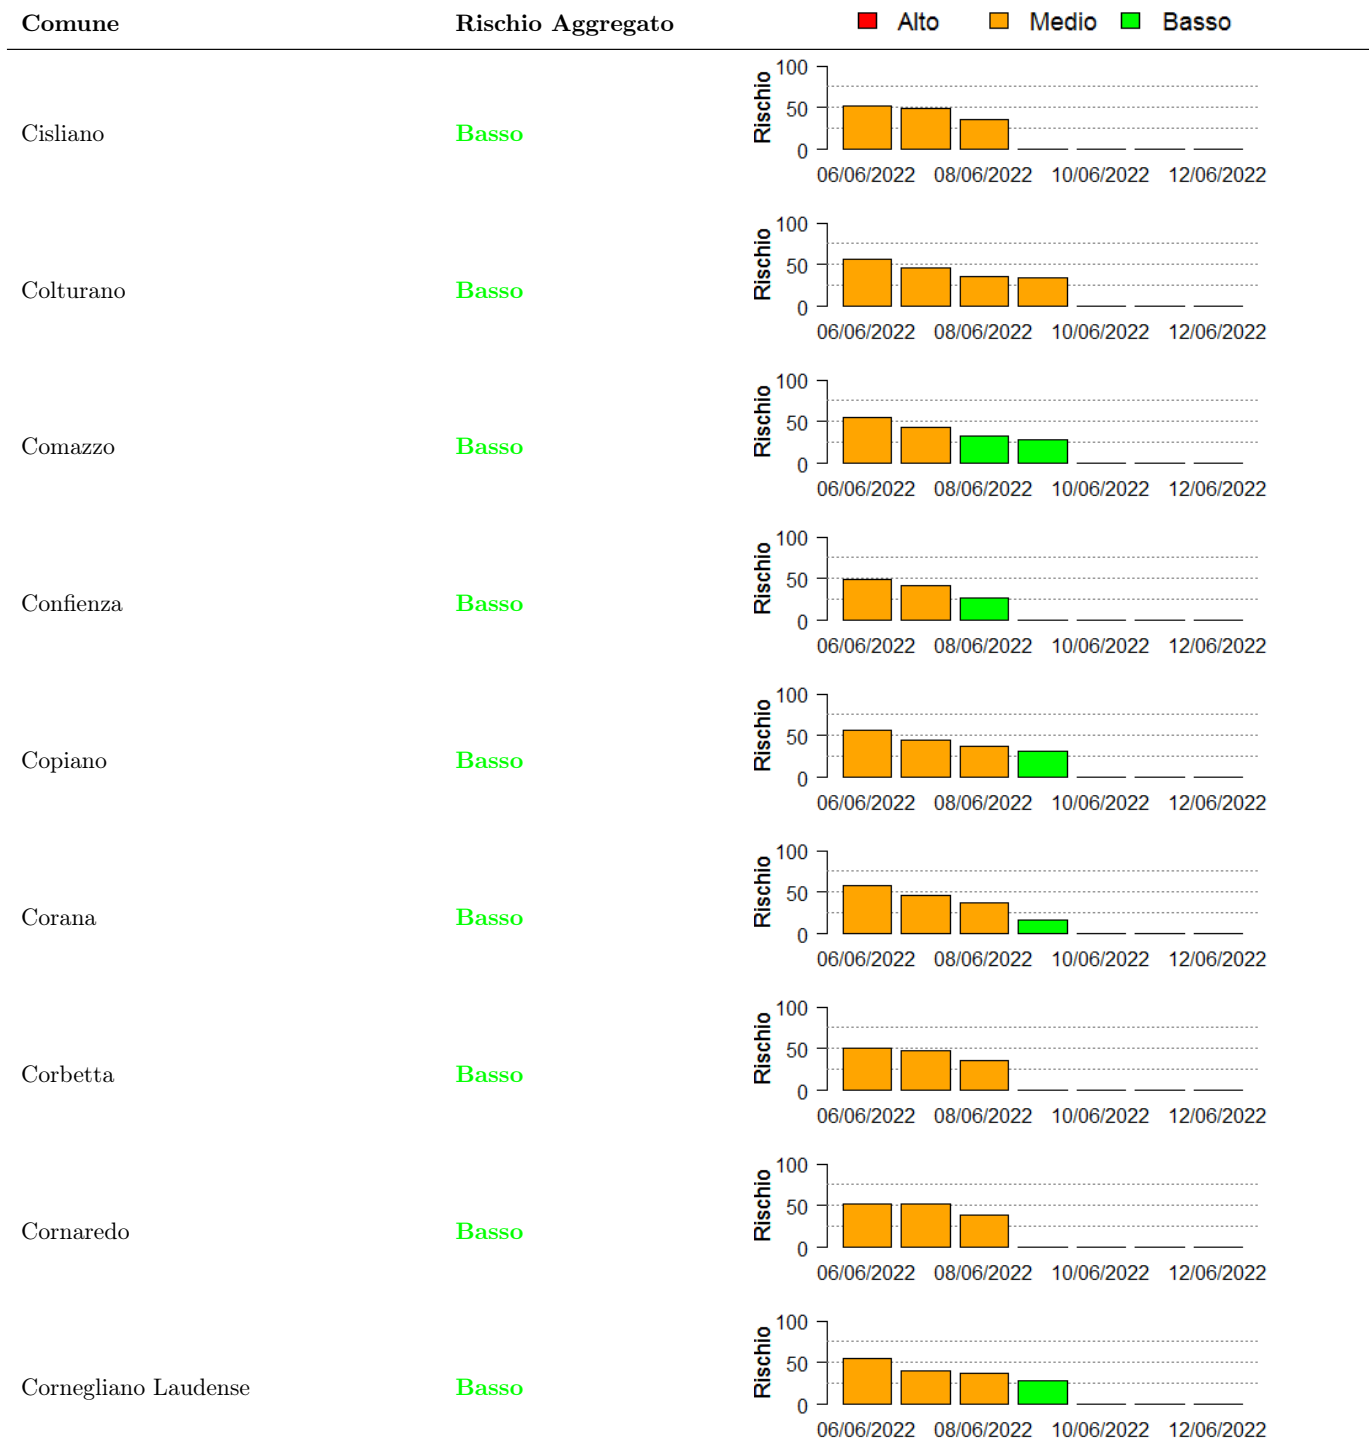 Comune Rischio Aggregato Alto Medio Basso
100
50
0
Rischio
Cisliano Basso
06/06/2022 08/06/2022 10/06/2022 12/06/2022
100
50
0
Rischio
Colturano Basso
06/06/2022 08/06/2022 10/06/2022 12/06/2022
100
50
0
Rischio
Comazzo Basso
06/06/2022 08/06/2022 10/06/2022 12/06/2022
100
50
0
Rischio
Confienza Basso
06/06/2022 08/06/2022 10/06/2022 12/06/2022
100
50
0
Rischio
Copiano Basso
06/06/2022 08/06/2022 10/06/2022 12/06/2022
100
50
0
Rischio
Corana Basso
06/06/2022 08/06/2022 10/06/2022 12/06/2022
100
50
0
Rischio
Corbetta Basso
06/06/2022 08/06/2022 10/06/2022 12/06/2022
100
50
0
Rischio
Cornaredo Basso
06/06/2022 08/06/2022 10/06/2022 12/06/2022
100
50
0
Rischio
Cornegliano Laudense Basso
06/06/2022 08/06/2022 10/06/2022 12/06/2022